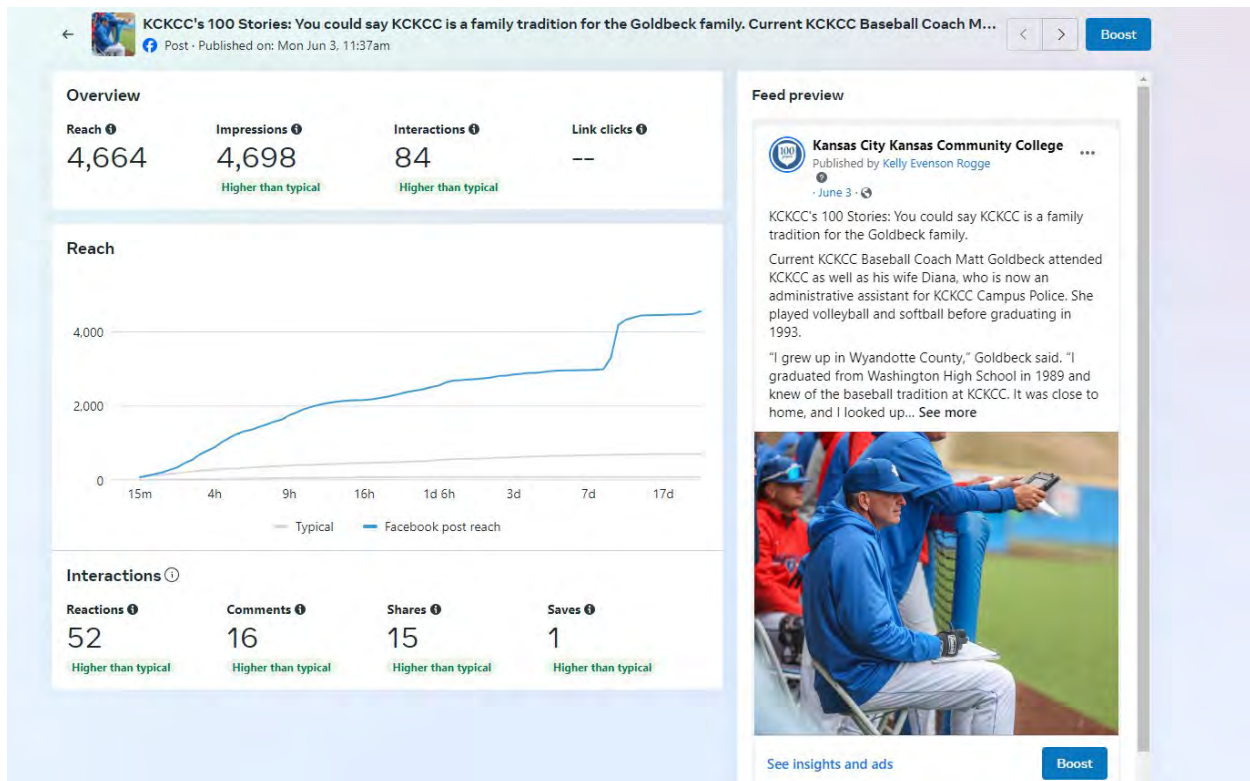 KCKCC's 100 Stories: You could say KCKCC is a family tradition for the Goldbeck family. Current KCKCC Baseball Coach M...
Post · Published on: Mon Jun 3, 11:37am
Boost
Overview
Reach Impressions Interactions Link clicks
4,664 4,698 84 --
Higher than typical Higher than typical
Reach
4,000
2,000
0
15m 4h 9h 16h 1d 6h 3d 7d 17d
Typical Facebook post reach
Interactions
Reactions Comments Shares Saves
52 16 15 1
Higher than typical Higher than typical Higher than typical Higher than typical
Feed preview
100
Kansas City Kansas Community College
Published by Kelly Evenson Rogge
· June 3 ·
KCKCC's 100 Stories: You could say KCKCC is a family
tradition for the Goldbeck family.
Current KCKCC Baseball Coach Matt Goldbeck attended
KCKCC as well as his wife Diana, who is now an
administrative assistant for KCKCC Campus Police. She
played volleyball and softball before graduating in
1993.
"I grew up in Wyandotte County," Goldbeck said. "I
graduated from Washington High School in 1989 and
knew of the baseball tradition at KCKCC. It was close to
home, and I looked up... See more
See insights and ads
Boost